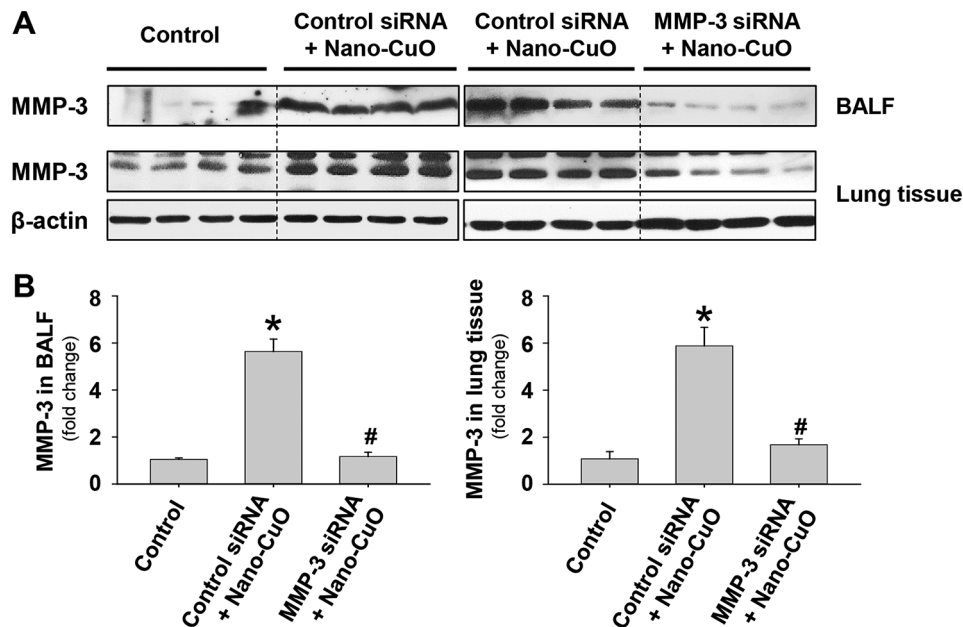 A
Control
Control siRNA
+ Nano-CuO
Control siRNA
+ Nano-CuO
MMP-3 siRNA
+ Nano-CuO
MMP-3
BALF
MMP-3
Lung tissue
β-actin
B
MMP-3 in BALF
(fold change)
8
6
4
2
0
*
#
Control
Control siRNA
+ Nano-CuO
MMP-3 siRNA
+ Nano-CuO
MMP-3 in lung tissue
(fold change)
8
6
4
2
0
*
#
Control
Control siRNA
+ Nano-CuO
MMP-3 siRNA
+ Nano-CuO